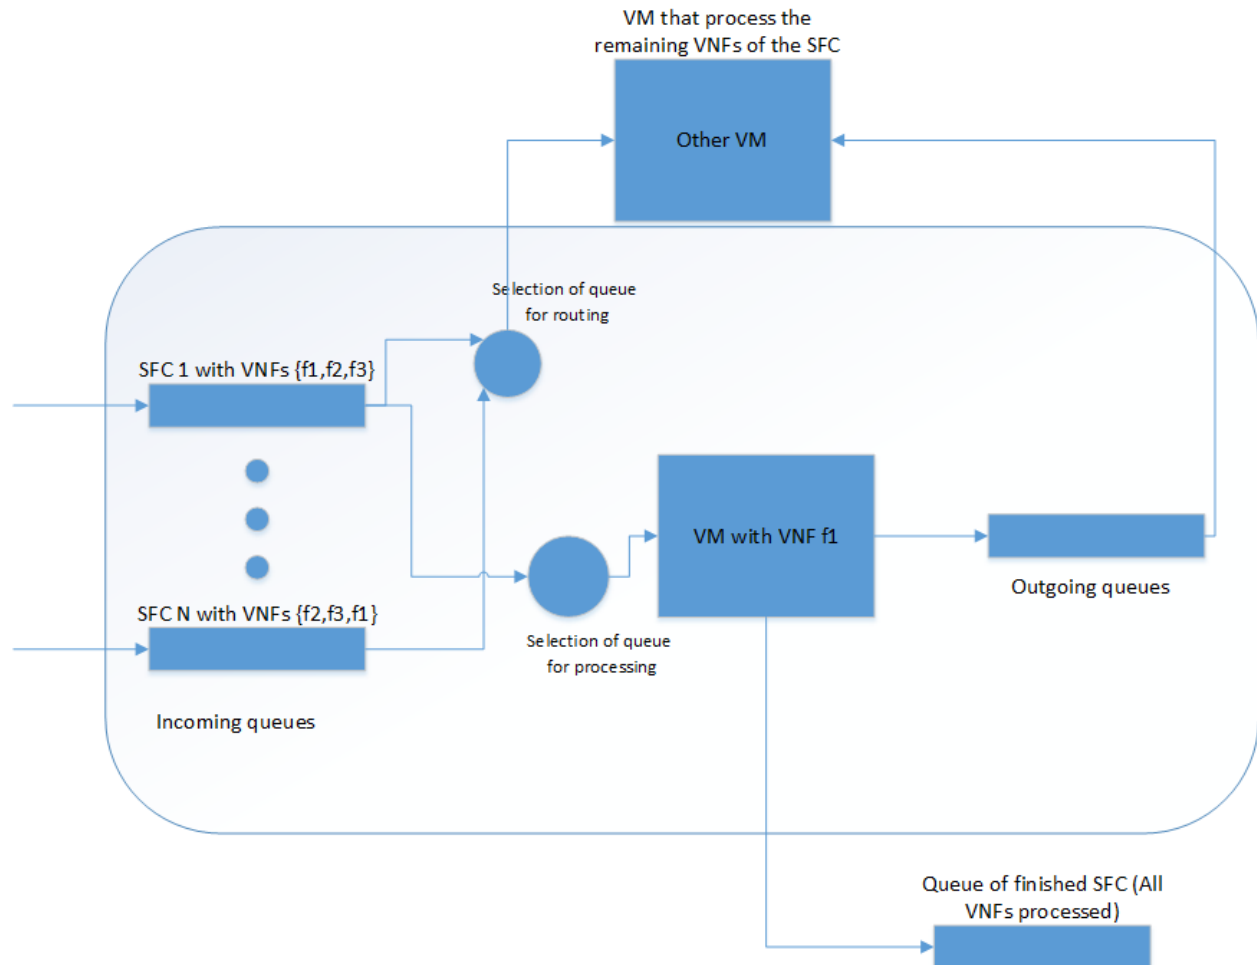 VM that process the
remaining VNFs of the SFC
Other VM
Selection of queue
for routing
SFC 1 with VNFs {f1,f2,f3}
VM with VNF f1
Outgoing queues
SFC N with VNFs {f2,f3,f1}
Selection of queue
for processing
Incoming queues
Queue of finished SFC (All
VNFs processed)